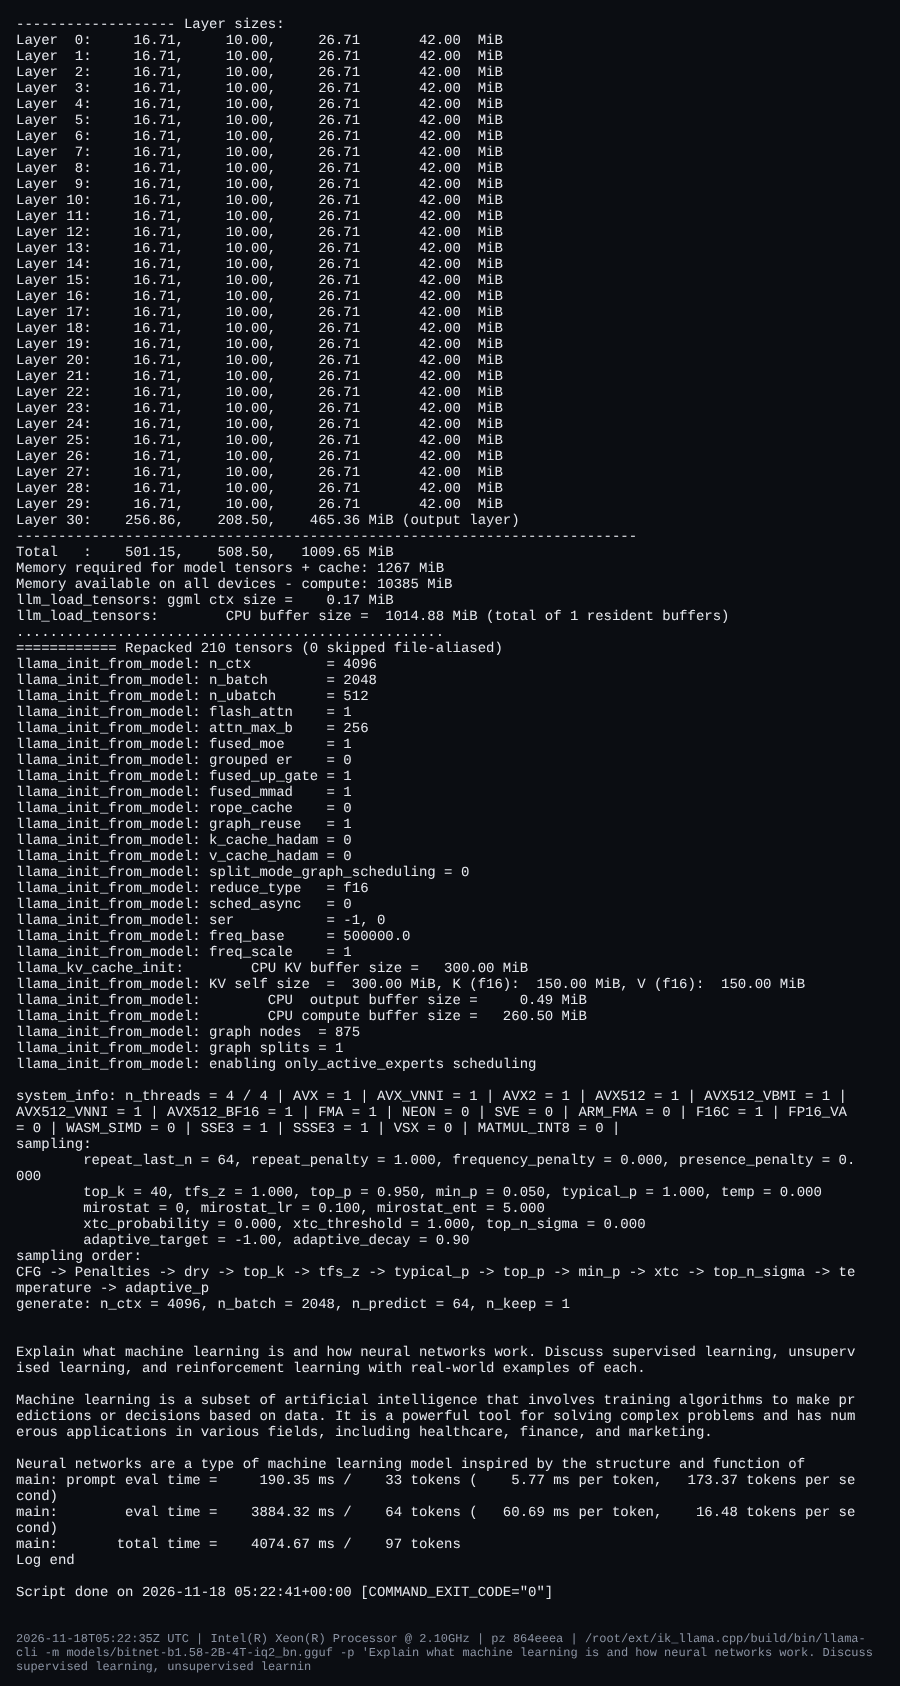 ------------------- Layer sizes:
Layer  0:     16.71,     10.00,     26.71       42.00  MiB
Layer  1:     16.71,     10.00,     26.71       42.00  MiB
Layer  2:     16.71,     10.00,     26.71       42.00  MiB
Layer  3:     16.71,     10.00,     26.71       42.00  MiB
Layer  4:     16.71,     10.00,     26.71       42.00  MiB
Layer  5:     16.71,     10.00,     26.71       42.00  MiB
Layer  6:     16.71,     10.00,     26.71       42.00  MiB
Layer  7:     16.71,     10.00,     26.71       42.00  MiB
Layer  8:     16.71,     10.00,     26.71       42.00  MiB
Layer  9:     16.71,     10.00,     26.71       42.00  MiB
Layer 10:     16.71,     10.00,     26.71       42.00  MiB
Layer 11:     16.71,     10.00,     26.71       42.00  MiB
Layer 12:     16.71,     10.00,     26.71       42.00  MiB
Layer 13:     16.71,     10.00,     26.71       42.00  MiB
Layer 14:     16.71,     10.00,     26.71       42.00  MiB
Layer 15:     16.71,     10.00,     26.71       42.00  MiB
Layer 16:     16.71,     10.00,     26.71       42.00  MiB
Layer 17:     16.71,     10.00,     26.71       42.00  MiB
Layer 18:     16.71,     10.00,     26.71       42.00  MiB
Layer 19:     16.71,     10.00,     26.71       42.00  MiB
Layer 20:     16.71,     10.00,     26.71       42.00  MiB
Layer 21:     16.71,     10.00,     26.71       42.00  MiB
Layer 22:     16.71,     10.00,     26.71       42.00  MiB
Layer 23:     16.71,     10.00,     26.71       42.00  MiB
Layer 24:     16.71,     10.00,     26.71       42.00  MiB
Layer 25:     16.71,     10.00,     26.71       42.00  MiB
Layer 26:     16.71,     10.00,     26.71       42.00  MiB
Layer 27:     16.71,     10.00,     26.71       42.00  MiB
Layer 28:     16.71,     10.00,     26.71       42.00  MiB
Layer 29:     16.71,     10.00,     26.71       42.00  MiB
Layer 30:    256.86,    208.50,    465.36 MiB (output layer)
--------------------------------------------------------------------------
Total   :    501.15,    508.50,   1009.65 MiB
Memory required for model tensors + cache: 1267 MiB
Memory available on all devices - compute: 10385 MiB
llm_load_tensors: ggml ctx size =    0.17 MiB
llm_load_tensors:        CPU buffer size =  1014.88 MiB (total of 1 resident buffers)
...................................................
============ Repacked 210 tensors (0 skipped file-aliased)
llama_init_from_model: n_ctx         = 4096
llama_init_from_model: n_batch       = 2048
llama_init_from_model: n_ubatch      = 512
llama_init_from_model: flash_attn    = 1
llama_init_from_model: attn_max_b    = 256
llama_init_from_model: fused_moe     = 1
llama_init_from_model: grouped er    = 0
llama_init_from_model: fused_up_gate = 1
llama_init_from_model: fused_mmad    = 1
llama_init_from_model: rope_cache    = 0
llama_init_from_model: graph_reuse   = 1
llama_init_from_model: k_cache_hadam = 0
llama_init_from_model: v_cache_hadam = 0
llama_init_from_model: split_mode_graph_scheduling = 0
llama_init_from_model: reduce_type   = f16
llama_init_from_model: sched_async   = 0
llama_init_from_model: ser           = -1, 0
llama_init_from_model: freq_base     = 500000.0
llama_init_from_model: freq_scale    = 1
llama_kv_cache_init:        CPU KV buffer size =   300.00 MiB
llama_init_from_model: KV self size  =  300.00 MiB, K (f16):  150.00 MiB, V (f16):  150.00 MiB
llama_init_from_model:        CPU  output buffer size =     0.49 MiB
llama_init_from_model:        CPU compute buffer size =   260.50 MiB
llama_init_from_model: graph nodes  = 875
llama_init_from_model: graph splits = 1
llama_init_from_model: enabling only_active_experts scheduling

system_info: n_threads = 4 / 4 | AVX = 1 | AVX_VNNI = 1 | AVX2 = 1 | AVX512 = 1 | AVX512_VBMI = 1 |
AVX512_VNNI = 1 | AVX512_BF16 = 1 | FMA = 1 | NEON = 0 | SVE = 0 | ARM_FMA = 0 | F16C = 1 | FP16_VA
= 0 | WASM_SIMD = 0 | SSE3 = 1 | SSSE3 = 1 | VSX = 0 | MATMUL_INT8 = 0 |
sampling:
        repeat_last_n = 64, repeat_penalty = 1.000, frequency_penalty = 0.000, presence_penalty = 0.
000
        top_k = 40, tfs_z = 1.000, top_p = 0.950, min_p = 0.050, typical_p = 1.000, temp = 0.000
        mirostat = 0, mirostat_lr = 0.100, mirostat_ent = 5.000
        xtc_probability = 0.000, xtc_threshold = 1.000, top_n_sigma = 0.000
        adaptive_target = -1.00, adaptive_decay = 0.90
sampling order:
CFG -> Penalties -> dry -> top_k -> tfs_z -> typical_p -> top_p -> min_p -> xtc -> top_n_sigma -> te
mperature -> adaptive_p
generate: n_ctx = 4096, n_batch = 2048, n_predict = 64, n_keep = 1

Explain what machine learning is and how neural networks work. Discuss supervised learning, unsuperv
ised learning, and reinforcement learning with real-world examples of each.

Machine learning is a subset of artificial intelligence that involves training algorithms to make pr
edictions or decisions based on data. It is a powerful tool for solving complex problems and has num
erous applications in various fields, including healthcare, finance, and marketing.

Neural networks are a type of machine learning model inspired by the structure and function of
main: prompt eval time =     190.35 ms /    33 tokens (    5.77 ms per token,   173.37 tokens per se
cond)
main:        eval time =    3884.32 ms /    64 tokens (   60.69 ms per token,    16.48 tokens per se
cond)
main:       total time =    4074.67 ms /    97 tokens
Log end

Script done on 2026-11-18 05:22:41+00:00 [COMMAND_EXIT_CODE="0"]

2026-11-18T05:22:35Z UTC | Intel(R) Xeon(R) Processor @ 2.10GHz | pz 864eeea | /root/ext/ik_llama.cpp/build/bin/llama-
cli -m models/bitnet-b1.58-2B-4T-iq2_bn.gguf -p 'Explain what machine learning is and how neural networks work. Discuss
supervised learning, unsupervised learnin